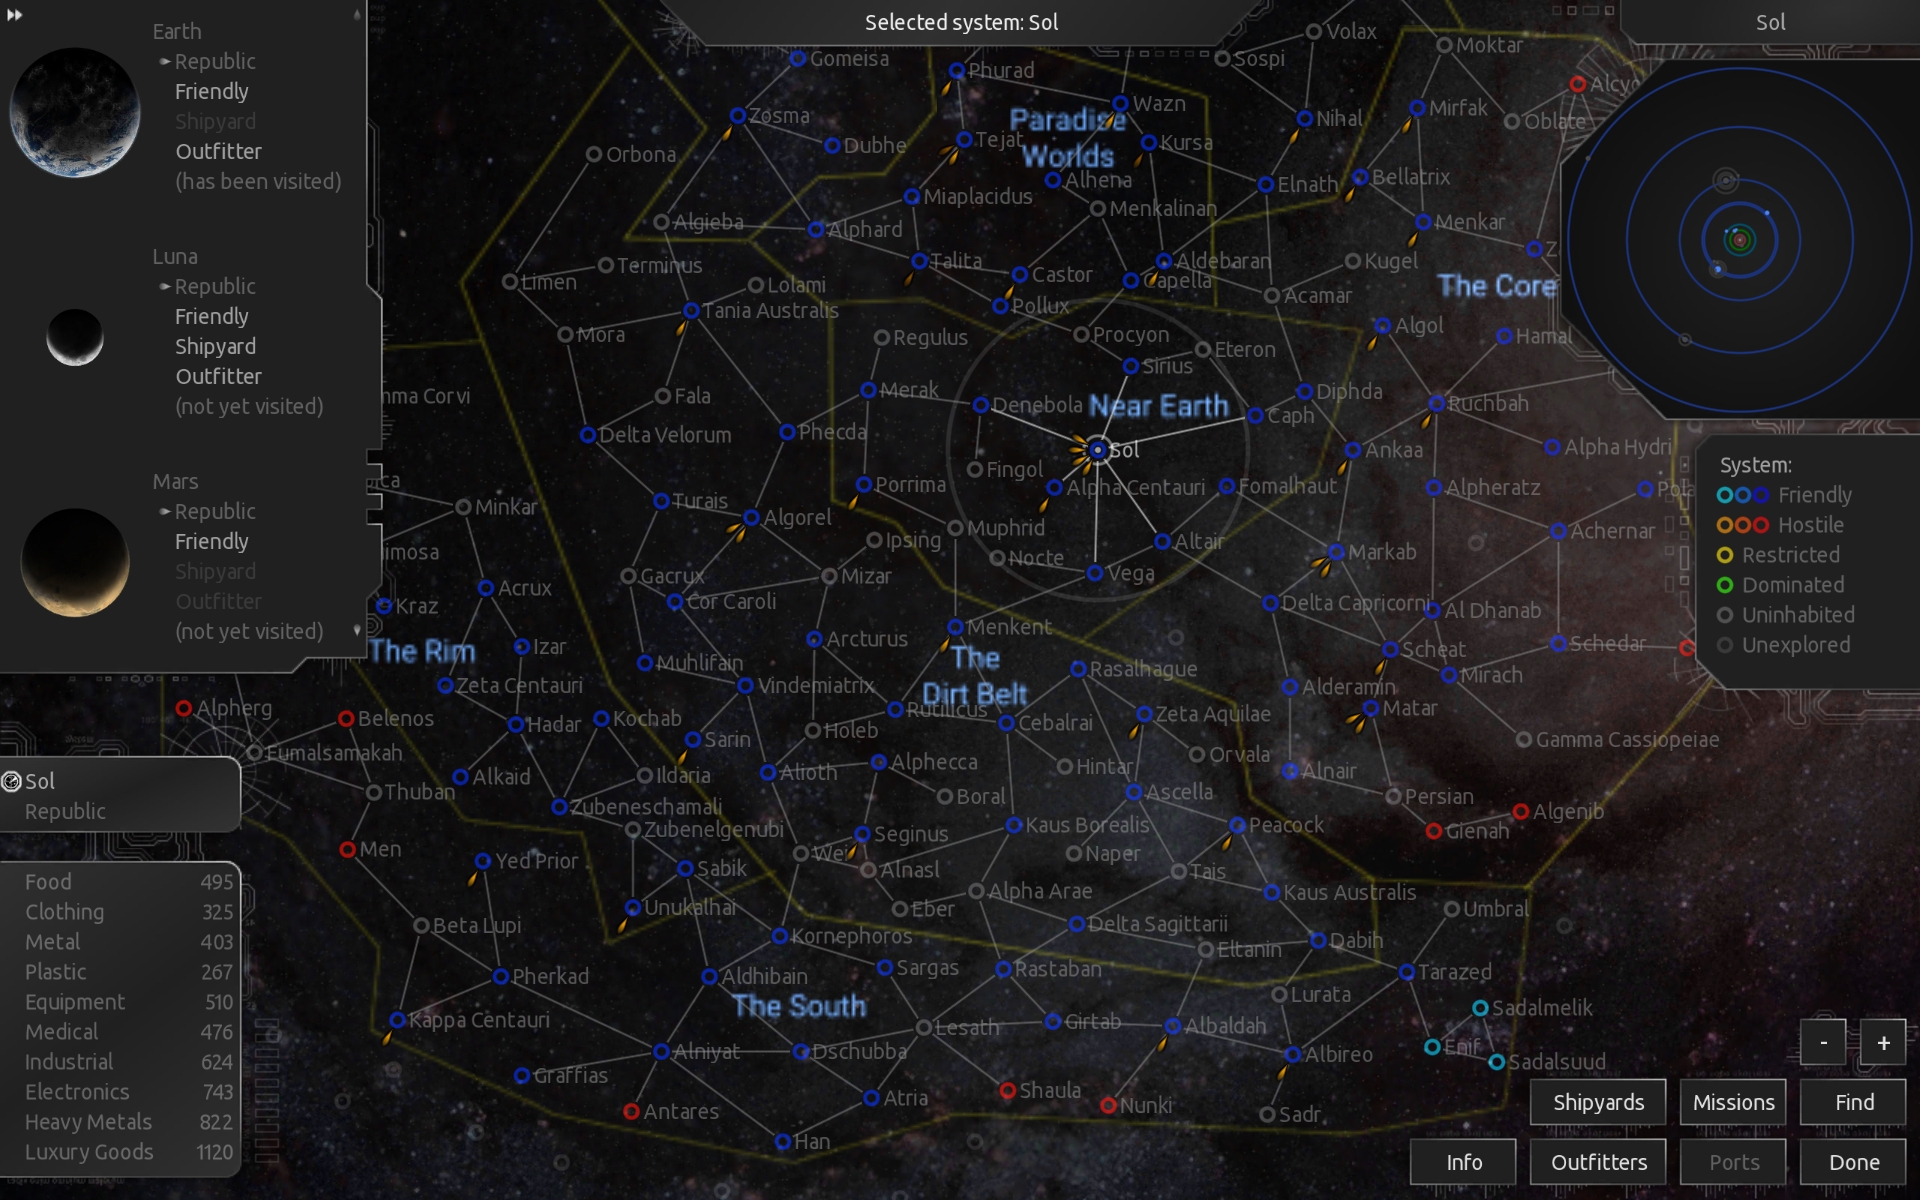 Selected system: Sol
Sol
Earth
Republic
Friendly
Shipyard
Outfitter
(has been visited)
Luna
Republic
Friendly
Shipyard
Outfitter
(not yet visited)
Mars
Republic
Friendly
Shipyard
Outfitter
(not yet visited)
Sol
Republic
Food 495
Clothing 325
Metal 403
Plastic 267
Equipment 510
Medical 476
Industrial 624
Electronics 743
Heavy Metals 822
Luxury Goods 1120
System:
Friendly
Hostile
Restricted
Dominated
Uninhabited
Unexplored
Volax
Moktar
Gomeisa
Sospi
Phurad
Alcyo
Wazn
Mirfak
Zosma
Paradise
Worlds
Nihal
Oblate
Tejat
Kursa
Dubhe
Orbona
Alhena
Elnath
Bellatrix
Miaplacidus
Menkalinan
Algieba
Alphard
Menkar
Z
Talita
Castor
Aldebaran
Kugel
Terminus
Limen
Lolami
Capella
The Core
Acamar
Pollux
Tania Australis
Mora
Regulus
Procyon
Algol
Hamal
Eteron
Sirius
Fala
mma Corvi
Merak
Denebola
Near Earth
Diphda
Ruchbah
Caph
Delta Velorum
Phecda
Sol
Ankaa
Alpha Hydri
Fingol
ca
Porrima
Alpha Centauri
Fomalhaut
Alpheratz
Pola
Minkar
Turais
Algorel
Muphrid
Achernar
imosa
Ipsing
Altair
Markab
Nocte
Gacrux
Mizar
Vega
Acrux
Kraz
Cor Caroli
Delta Capricorni
Al Dhanab
Menkent
Arcturus
Schedar
Izar
The Rim
Scheat
The
Dirt Belt
Muhlifain
Rasalhague
Mirach
Zeta Centauri
Vindemiatrix
Alderamin
Alpherg
Belenos
Rutilicus
Matar
Hadar
Kochab
Cebalrai
Zeta Aquilae
Holeb
Sarin
Gamma Cassiopeiae
Eumalsamakah
Orvala
Alkaid
Ildaria
Alioth
Alphecca
Hintar
Alnair
Thuban
Boral
Ascella
Persian
Zubeneschamali
Algenib
Zubenelgenubi
Seginus
Kaus Borealis
Peacock
Gienah
Men
Wei
Naper
Yed Prior
Sabik
Alnasl
Tais
Alpha Arae
Kaus Australis
Unukalhai
Eber
Umbral
Beta Lupi
Delta Sagittarii
Kornephoros
Eltanin
Dabih
Pherkad
Aldhibain
Sargas
Rastaban
Tarazed
Lurata
The South
Sadalmelik
Kappa Centauri
Lesath
Girtab
Albaldah
Alniyat
Dschubba
Albireo
Enif
Sadalsuud
Graffias
Shaula
Atria
Nunki
Antares
Sadr
Han
- +
Shipyards Missions Find
Info Outfitters Ports Done